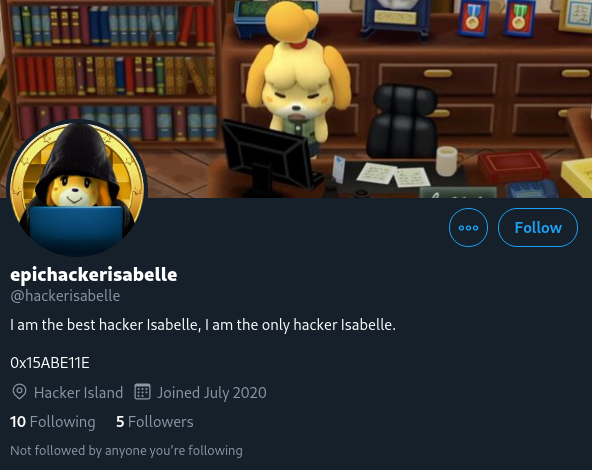 Follow
epichackerisabelle
@hackerisabelle
I am the best hacker Isabelle, I am the only hacker Isabelle.
0x15ABE11E
Hacker Island Joined July 2020
10 Following 5 Followers
Not followed by anyone you're following